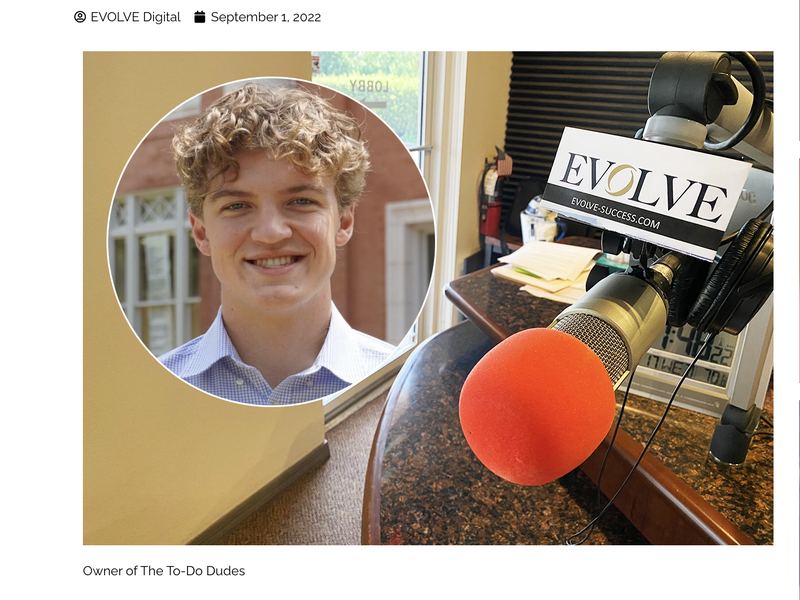 EVOLVE Digital September 1, 2022
LOBBY
EVOLVE
EVOLVE-SUCCESS.COM
Owner of The To-Do Dudes